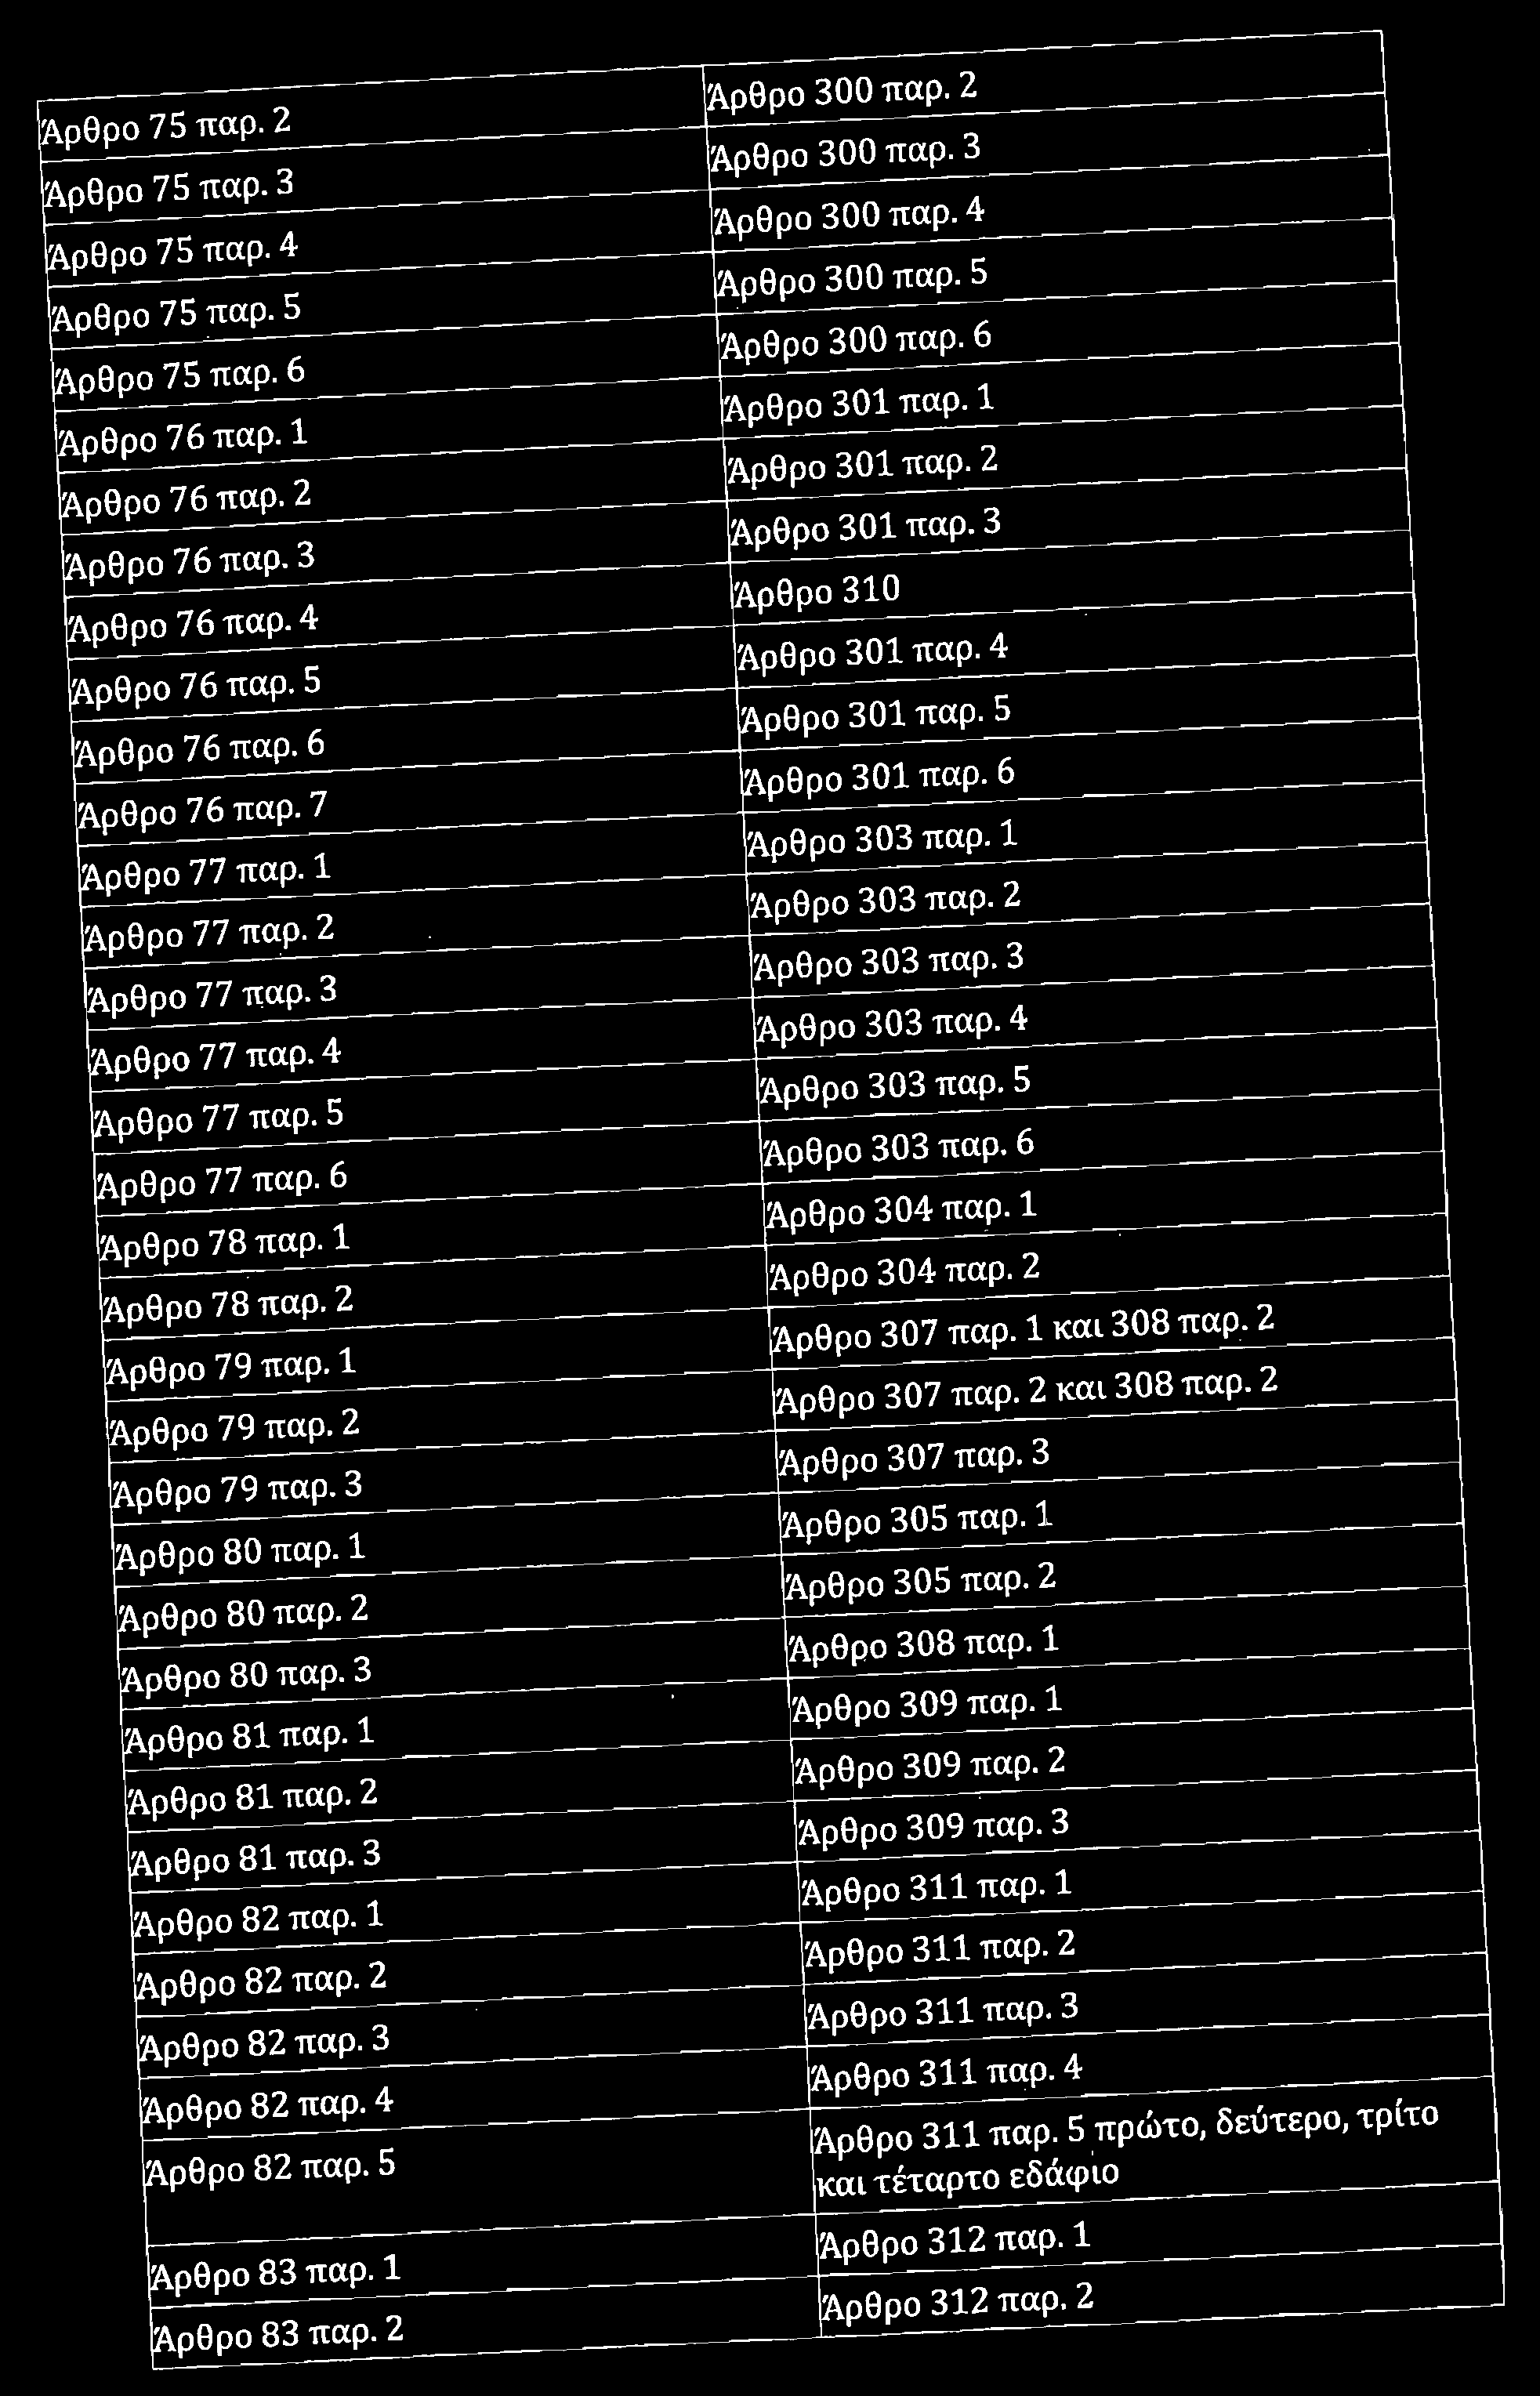 Άρθρο 75 παρ. 2 Άρθρο 300 παρ. 2
Άρθρο 75 παρ. 3 Άρθρο 300 παρ. 3
Άρθρο 75 παρ. 4 Άρθρο 300 παρ. 4
Άρθρο 75 παρ. 5 Άρθρο 300 παρ. 5
Άρθρο 75 παρ. 6 Άρθρο 300 παρ. 6
Άρθρο 76 παρ. 1 Άρθρο 301 παρ. 1
Άρθρο 76 παρ. 2 Άρθρο 301 παρ. 2
Άρθρο 76 παρ. 3 Άρθρο 301 παρ. 3
Άρθρο 76 παρ. 4 Άρθρο 310
Άρθρο 76 παρ. 5 Άρθρο 301 παρ. 4
Άρθρο 76 παρ. 6 Άρθρο 301 παρ. 5
Άρθρο 76 παρ. 7 Άρθρο 301 παρ. 6
Άρθρο 77 παρ. 1 Άρθρο 303 παρ. 1
Άρθρο 77 παρ. 2 Άρθρο 303 παρ. 2
Άρθρο 77 παρ. 3 Άρθρο 303 παρ. 3
Άρθρο 77 παρ. 4 Άρθρο 303 παρ. 4
Άρθρο 77 παρ. 5 Άρθρο 303 παρ. 5
Άρθρο 77 παρ. 6 Άρθρο 303 παρ. 6
Άρθρο 78 παρ. 1 Άρθρο 304 παρ. 1
Άρθρο 78 παρ. 2 Άρθρο 304 παρ. 2
Άρθρο 79 παρ. 1 Άρθρο 307 παρ. 1 και 308 παρ. 2
Άρθρο 79 παρ. 2 Άρθρο 307 παρ. 2 και 308 παρ. 2
Άρθρο 79 παρ. 3 Άρθρο 307 παρ. 3
Άρθρο 80 παρ. 1 Άρθρο 305 παρ. 1
Άρθρο 80 παρ. 2 Άρθρο 305 παρ. 2
Άρθρο 80 παρ. 3 Άρθρο 308 παρ. 1
Άρθρο 81 παρ. 1 Άρθρο 309 παρ. 1
Άρθρο 81 παρ. 2 Άρθρο 309 παρ. 2
Άρθρο 81 παρ. 3 Άρθρο 309 παρ. 3
Άρθρο 82 παρ. 1 Άρθρο 311 παρ. 1
Άρθρο 82 παρ. 2 Άρθρο 311 παρ. 2
Άρθρο 82 παρ. 3 Άρθρο 311 παρ. 3
Άρθρο 82 παρ. 4 Άρθρο 311 παρ. 4
Άρθρο 82 παρ. 5 Άρθρο 311 παρ. 5 πρώτο, δεύτερο, τρίτο
και τέταρτο εδάφιο
Άρθρο 83 παρ. 1 Άρθρο 312 παρ. 1
Άρθρο 83 παρ. 2 Άρθρο 312 παρ. 2